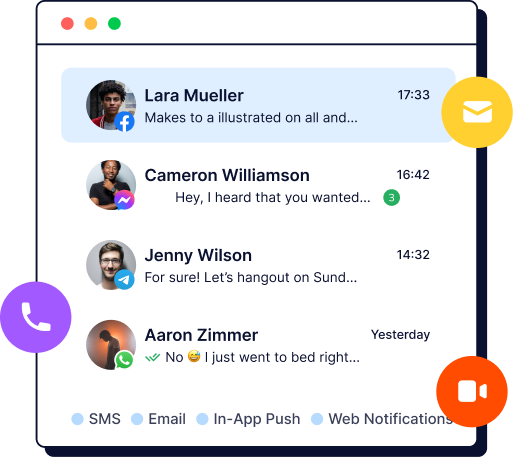 Lara Mueller 17:33
Makes to a illustrated on all and...
Cameron Williamson 16:42
Hey, I heard that you wanted... 3
Jenny Wilson 14:32
For sure! Let’s hangout on Sund...
Aaron Zimmer Yesterday
No 😅 I just went to bed right...
SMS Email In-App Push Web Notifications